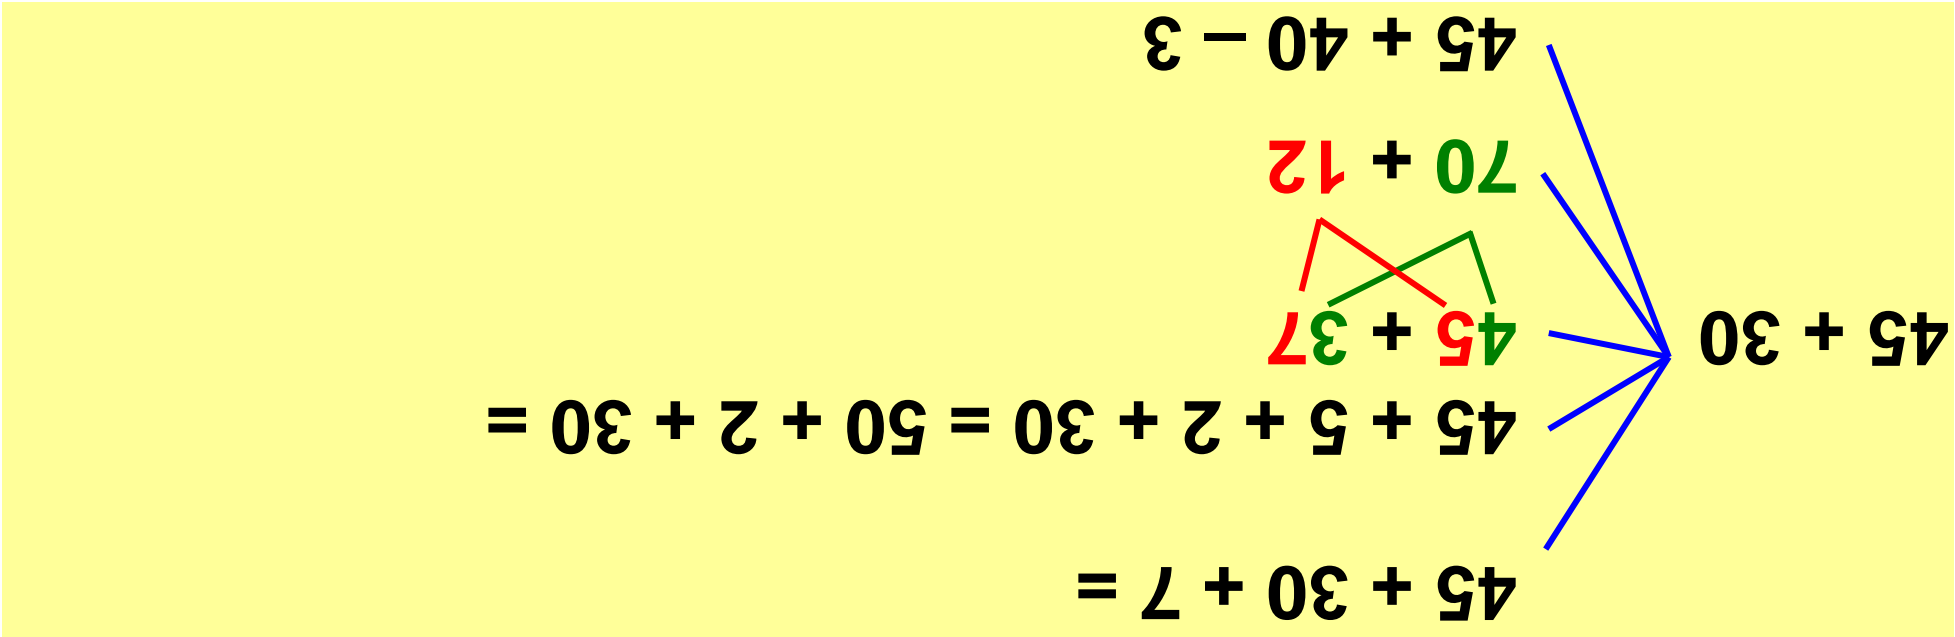 45 + 30 + 7 =
45 + 5 + 2 + 30 = 50 + 2 + 30 =
45 + 30
45 + 37
70 + 12
45 + 40 – 3